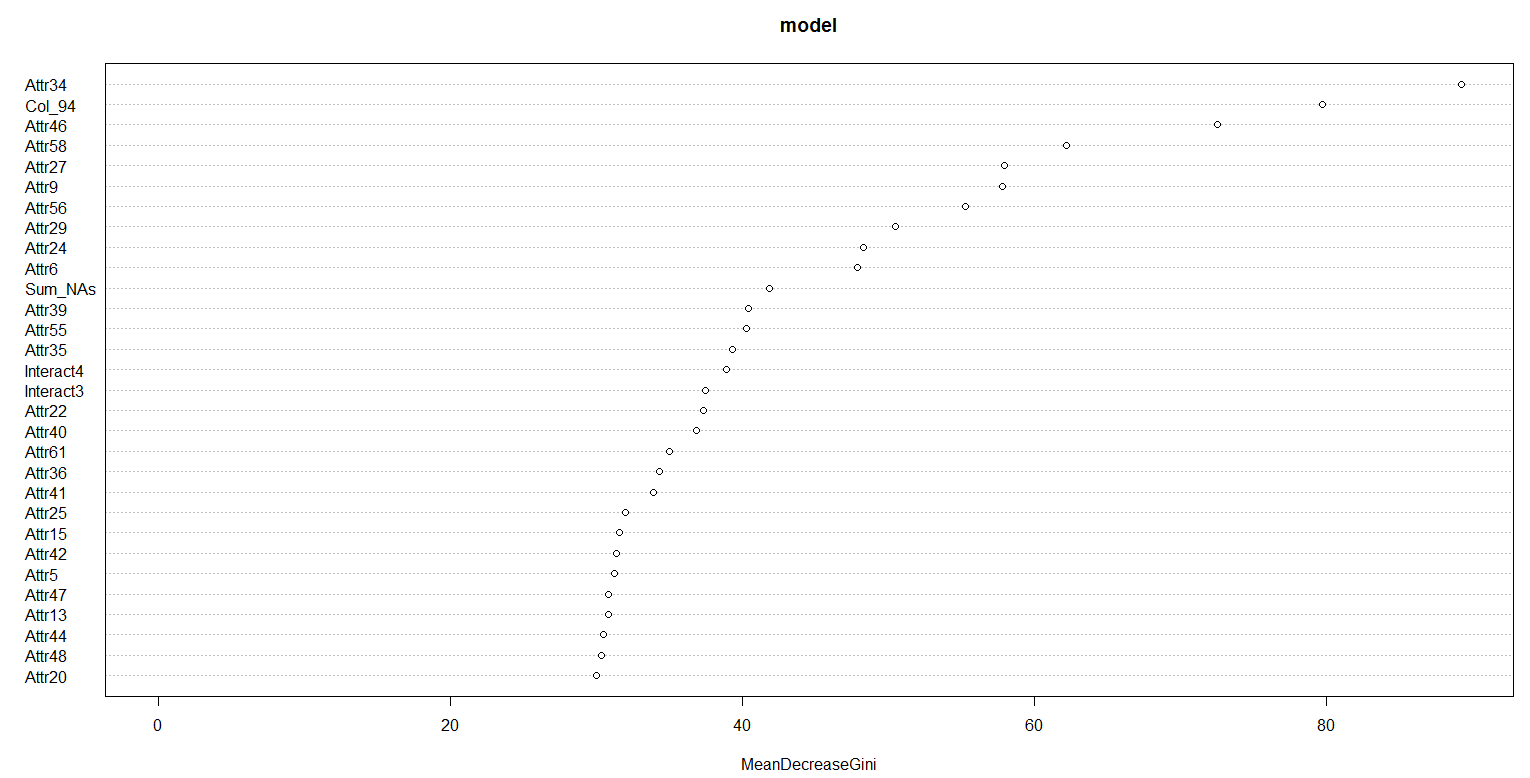 model
Attr34
Col_94
Attr46
Attr58
Attr27
Attr9
Attr56
Attr29
Attr24
Attr6
Sum_NAs
Attr39
Attr55
Attr35
Interact4
Interact3
Attr22
Attr40
Attr61
Attr36
Attr41
Attr25
Attr15
Attr42
Attr5
Attr47
Attr13
Attr44
Attr48
Attr20
0 20 40 60 80
MeanDecreaseGini